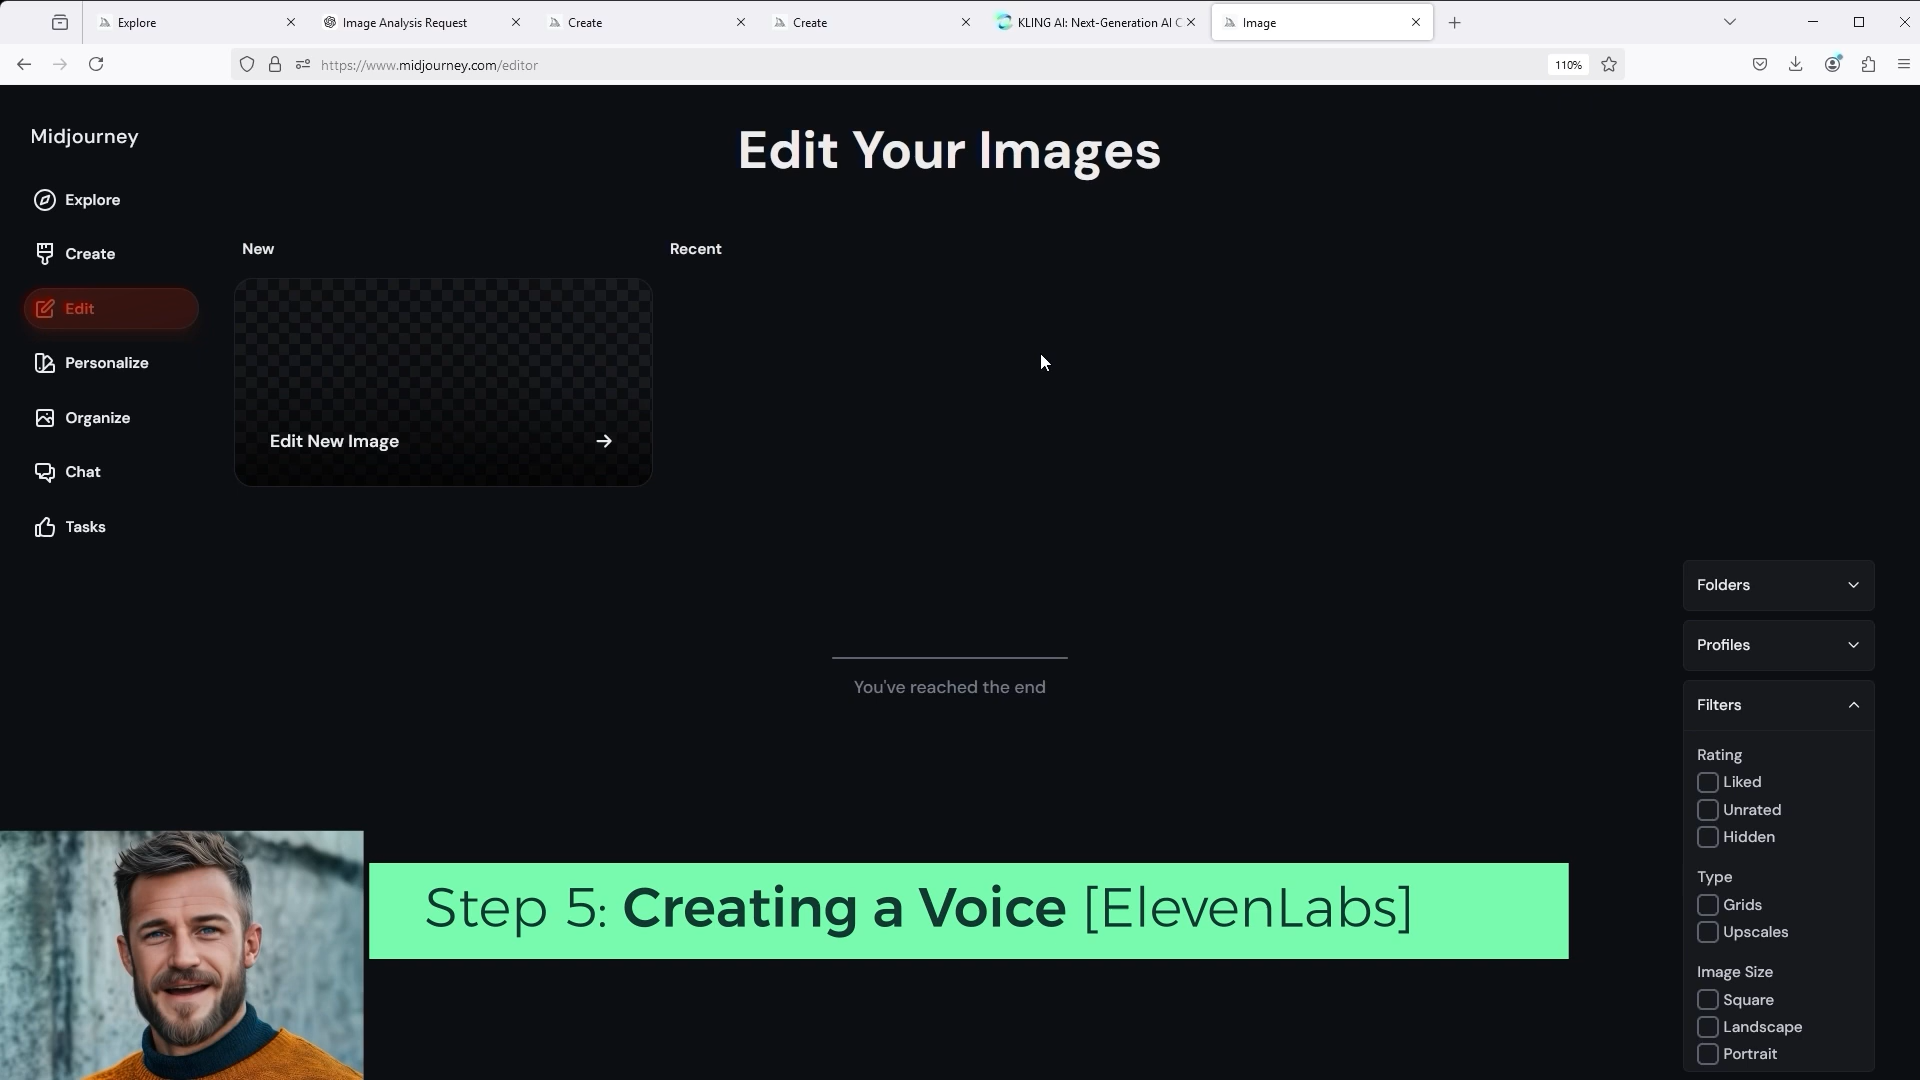 Explore
Image Analysis Request
Create
Create
KLING AI: Next-Generation AI C
Image
https://www.midjourney.com/editor
110%
Midjourney
Edit Your Images
Explore
Create
Edit
Personalize
Organize
Chat
Tasks
New
Recent
Edit New Image
You've reached the end
Folders
Profiles
Filters
Rating
Liked
Unrated
Hidden
Type
Grids
Upscales
Image Size
Square
Landscape
Portrait
Step 5: Creating a Voice [ElevenLabs]